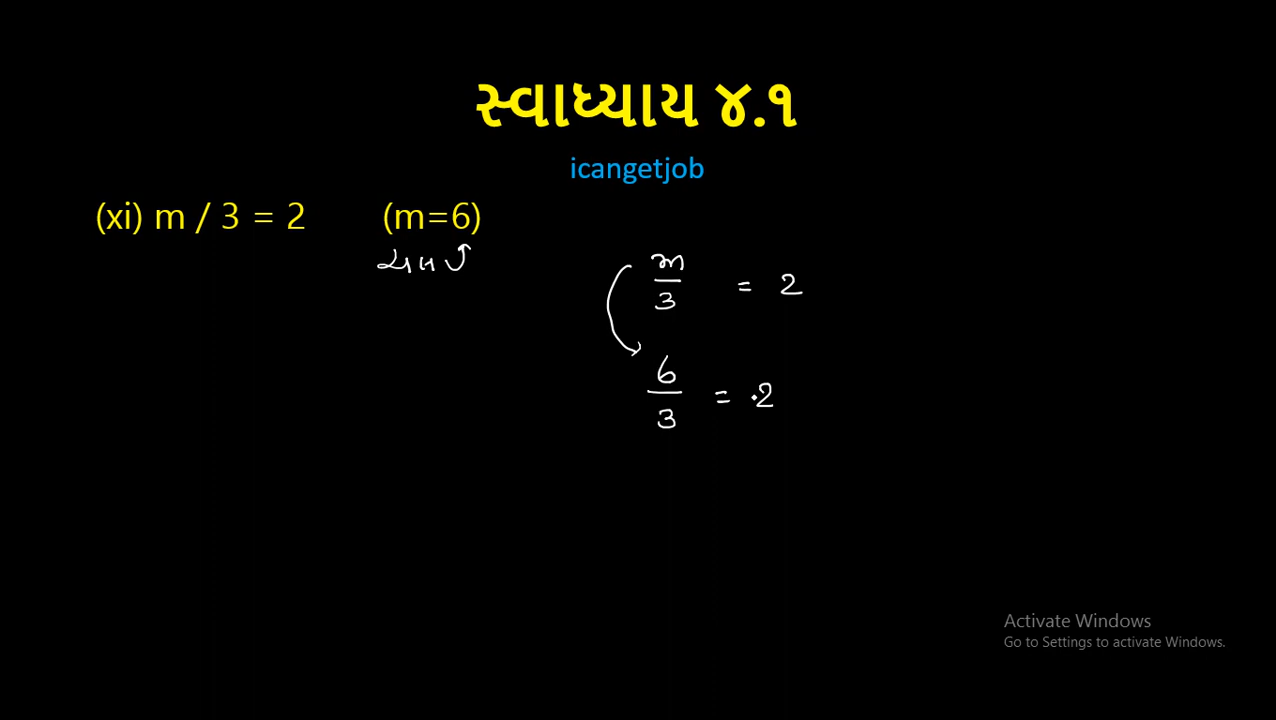 સ્વાધ્યાય ૪.૧
icangetjob
(xi) m / 3 = 2 (m=6)
m/3 = 2
6/3 = 2
Activate Windows
Go to Settings to activate Windows.